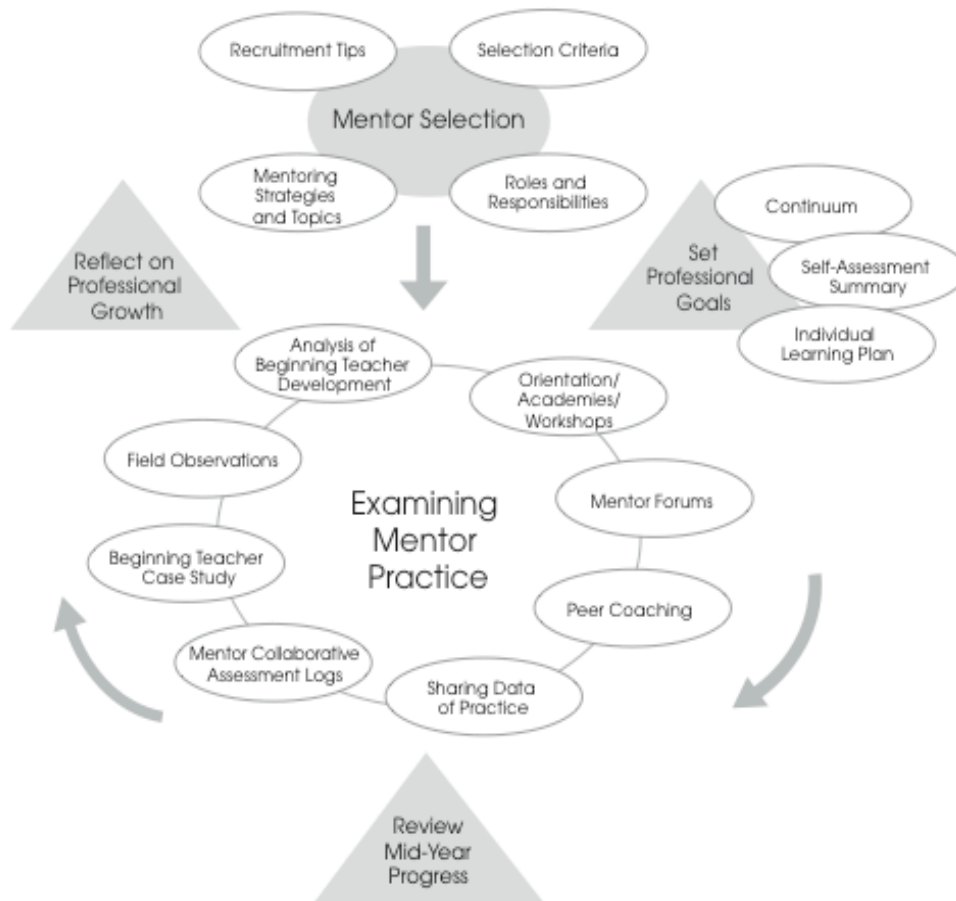 Recruitment Tips
Selection Criteria
Mentor Selection
Mentoring
Strategies
and Topics
Roles and
Responsibilities
Reflect on
Professional
Growth
Set
Professional
Goals
Continuum
Self-Assessment
Summary
Individual
Learning Plan
Analysis of
Beginning Teacher
Development
Orientation/
Academies/
Workshops
Field Observations
Mentor Forums
Examining
Mentor
Practice
Beginning Teacher
Case Study
Peer Coaching
Mentor Collaborative
Assessment Logs
Sharing Data
of Practice
Review
Mid-Year
Progress